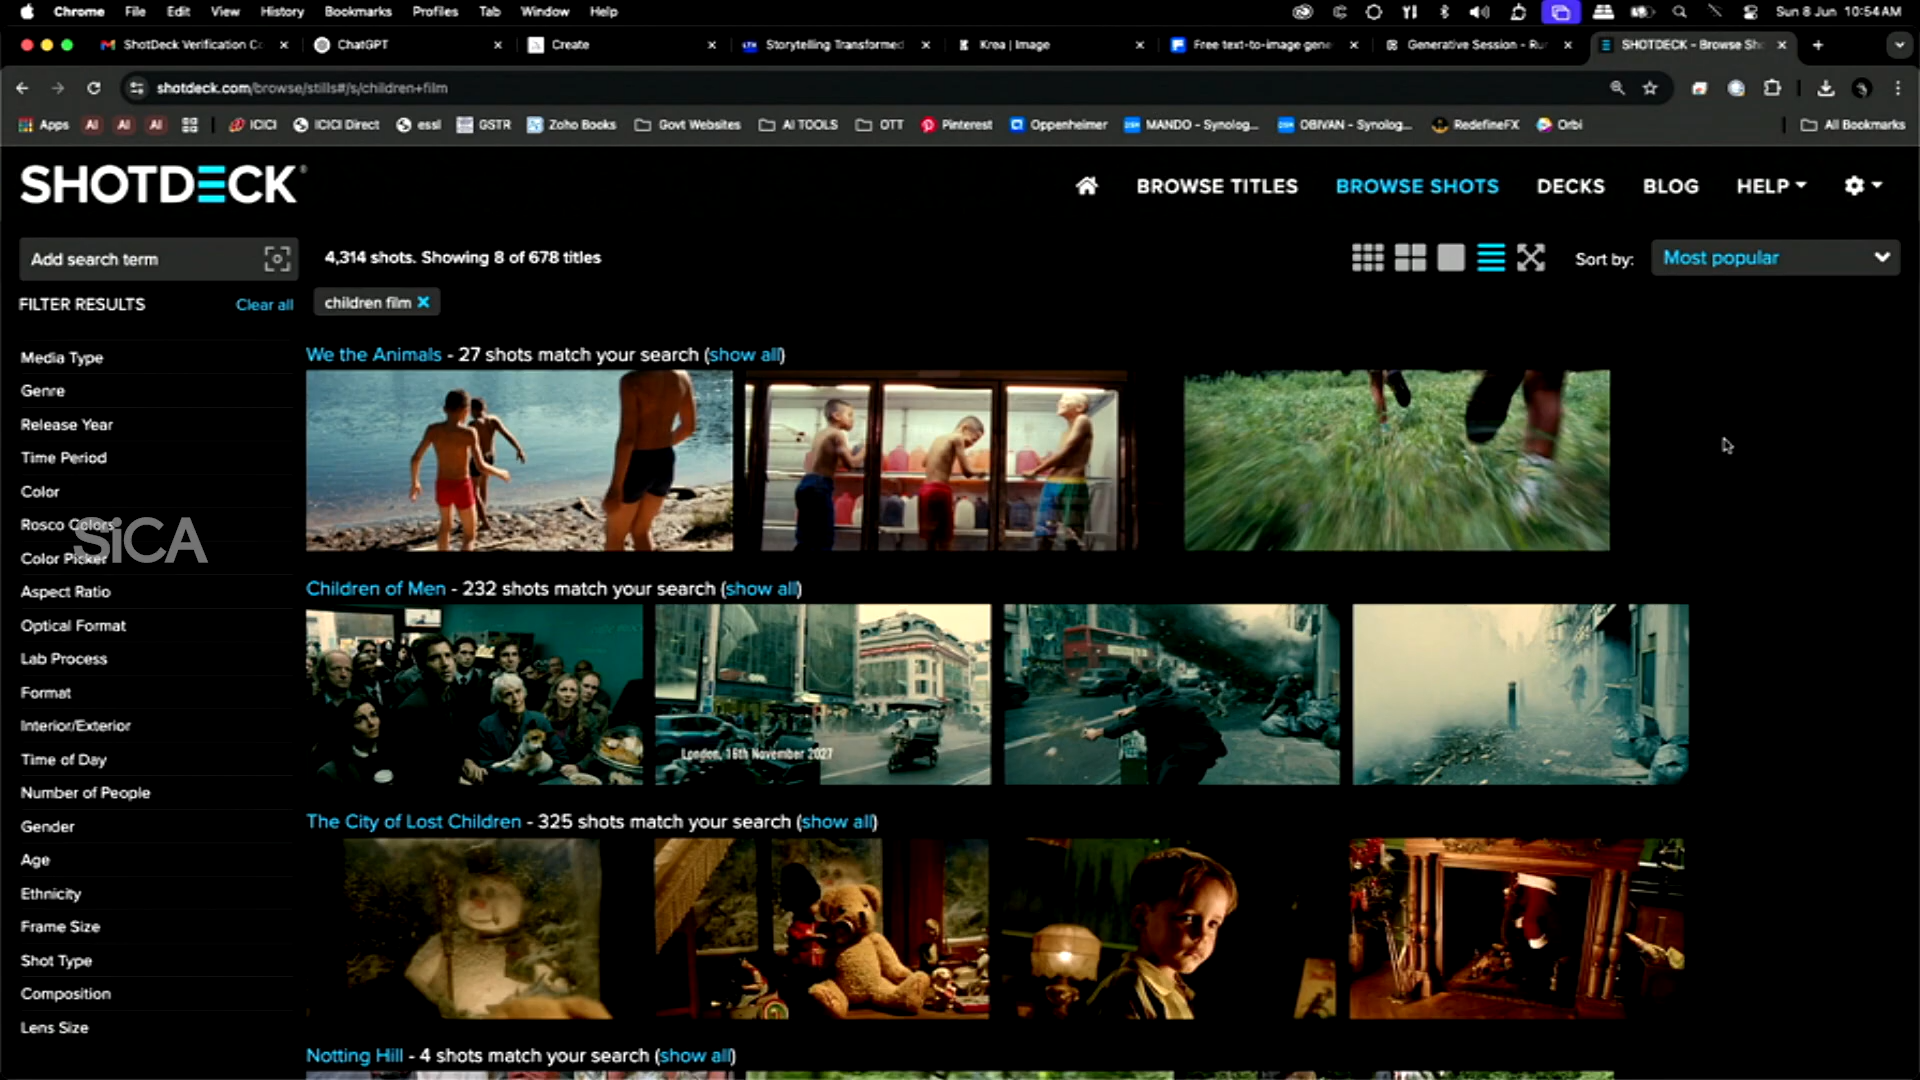 Chrome File Edit View History Bookmarks Profiles Tab Window Help Sun 8 Jun 10:54 AM
ShotDeck Verification Co ChatGPT Create Storytelling Transformed Krea | Image Free text-to-image gene Generative Session - Ru SHOTDECK - Browse Sho
shotdeck.com/browse/stills#/s/children+film
Apps AI AI AI ICICI ICICI Direct essl GSTR Zoho Books Govt Websites AI TOOLS OTT Pinterest Oppenheimer MANDO - Synolog... OBIVAN - Synolog... RedefineFX Orbi All Bookmarks
SHOTDECK®
BROWSE TITLES BROWSE SHOTS DECKS BLOG HELP
Add search term
4,314 shots. Showing 8 of 678 titles
Sort by: Most popular
FILTER RESULTS Clear all
children film
Media Type
Genre
Release Year
Time Period
Color
Rosco Colors
Color Picker
Aspect Ratio
Optical Format
Lab Process
Format
Interior/Exterior
Time of Day
Number of People
Gender
Age
Ethnicity
Frame Size
Shot Type
Composition
Lens Size
SiCA
We the Animals - 27 shots match your search (show all)
Children of Men - 232 shots match your search (show all)
London, 16th November 2027
The City of Lost Children - 325 shots match your search (show all)
Notting Hill - 4 shots match your search (show all)